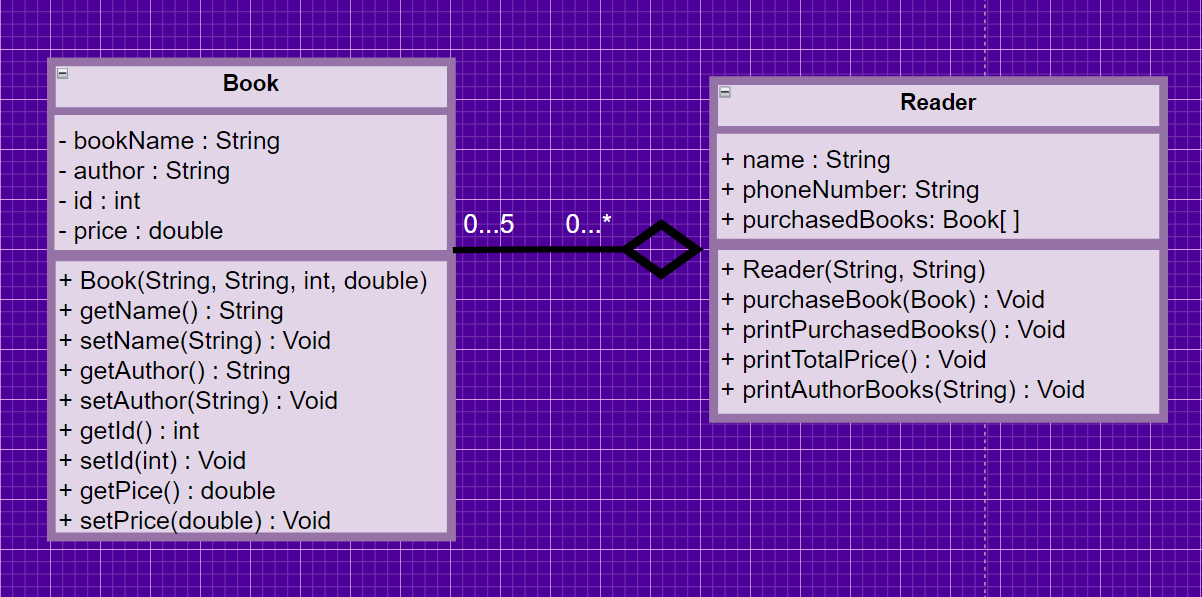 Book
- bookName : String
- author : String
- id : int
- price : double
+ Book(String, String, int, double)
+ getName() : String
+ setName(String) : Void
+ getAuthor() : String
+ setAuthor(String) : Void
+ getId() : int
+ setId(int) : Void
+ getPice() : double
+ setPrice(double) : Void
0...5
0...*
Reader
+ name : String
+ phoneNumber: String
+ purchasedBooks: Book[ ]
+ Reader(String, String)
+ purchaseBook(Book) : Void
+ printPurchasedBooks() : Void
+ printTotalPrice() : Void
+ printAuthorBooks(String) : Void